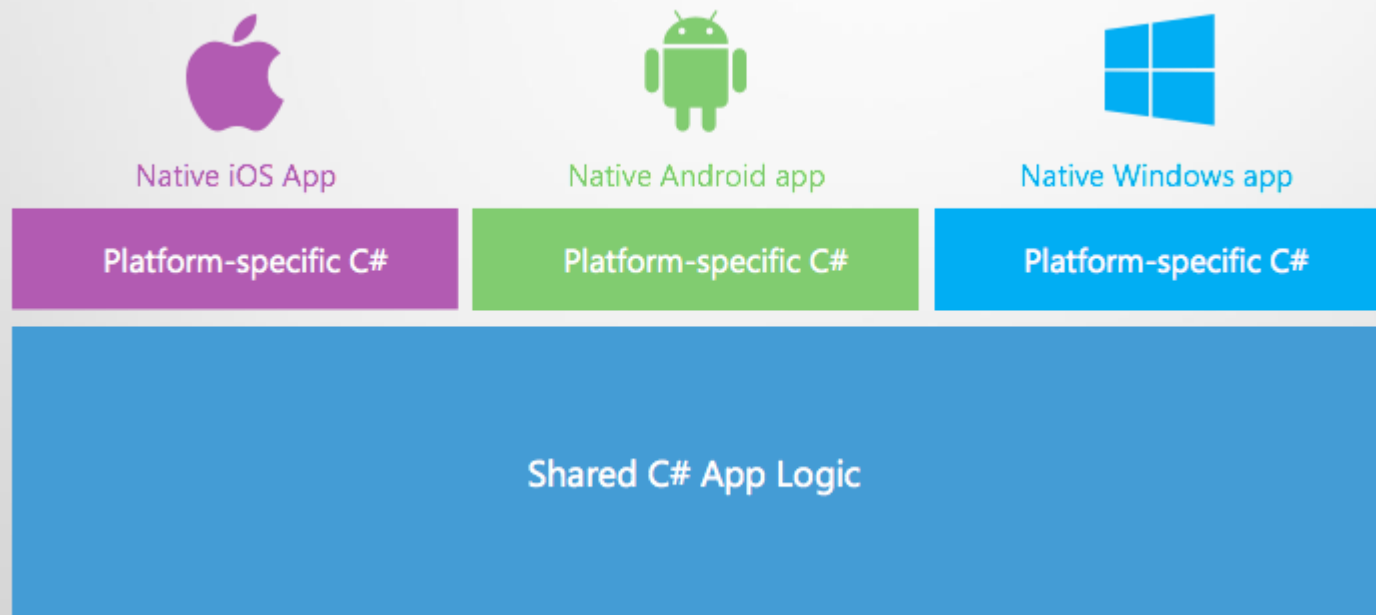 Native iOS App
Native Android app
Native Windows app
Platform-specific C#
Platform-specific C#
Platform-specific C#
Shared C# App Logic